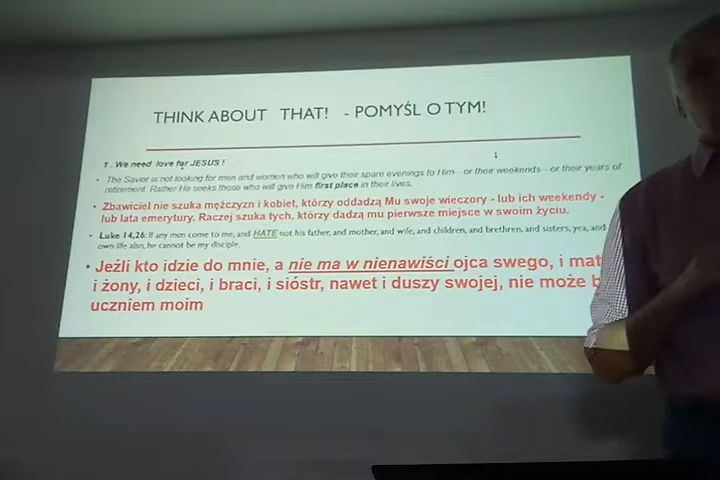 THINK ABOUT THAT! - POMYŚL O TYM!
1. We need love for JESUS !
• The Savior is not looking for men and women who will give their spare evenings to Him—or their weekends—or their years of
retirement. Rather He seeks those who will give Him first place in their lives.
• Zbawiciel nie szuka mężczyzn i kobiet, którzy oddadzą Mu swoje wieczory - lub ich weekendy -
lub lata emerytury. Raczej szuka tych, którzy dadzą mu pierwsze miejsce w swoim życiu.
• Luke 14,26: If any man come to me, and HATE not his father, and mother, and wife, and children, and brethren, and sisters, yea, and
own life also, he cannot be my disciple.
• Jeźli kto idzie do mnie, a nie ma w nienawiści ojca swego, i mat
i żony, i dzieci, i braci, i sióstr, nawet i duszy swojej, nie może b
uczniem moim